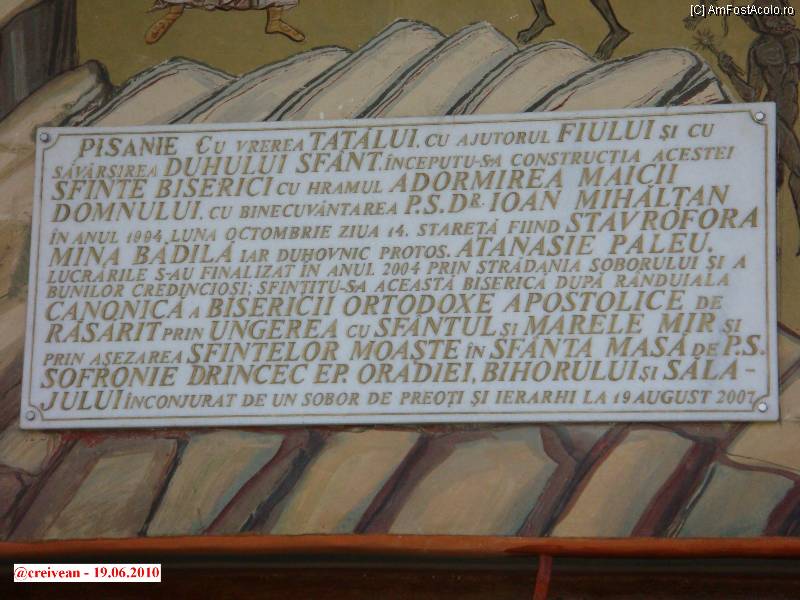 (C) AmFostAcolo.ro
PISANIE CU VREREA TATĂLUI, CU AJUTORUL FIULUI ŞI CU
SĂVÂRŞIREA DUHULUI SFÂNT, ÎNCEPUTU-S-A CONSTRUCŢIA ACESTEI
SFINTE BISERICI CU HRAMUL ADORMIREA MAICII
DOMNULUI, CU BINECUVÂNTAREA P.S.DR. IOAN MIHĂLŢAN
ÎN ANUL 1994 LUNA OCTOMBRIE ZIUA 14. STAREŢĂ FIIND STAVROFORA
MINA BĂDILĂ IAR DUHOVNIC PROTOS. ATANASIE PALEU.
LUCRĂRILE S-AU FINALIZAT ÎN ANUL 2004 PRIN STRĂDANIA SOBORULUI ŞI A
BUNILOR CREDINCIOŞI; SFINŢITU-S-A ACEASTĂ BISERICĂ DUPĂ RÂNDUIALA
CANONICĂ A BISERICII ORTODOXE APOSTOLICE DE
RĂSĂRIT PRIN UNGEREA CU SFÂNTUL ŞI MARELE MIR ŞI
PRIN AŞEZAREA SFINTELOR MOAŞTE ÎN SFÂNTA MASĂ DE P.S.
SOFRONIE DRINCEC EP. ORADIEI, BIHORULUI ŞI SĂLA-
JULUI ÎNCONJURAT DE UN SOBOR DE PREOŢI ŞI IERARHI LA 19 AUGUST 2007
@creivean - 19.06.2010